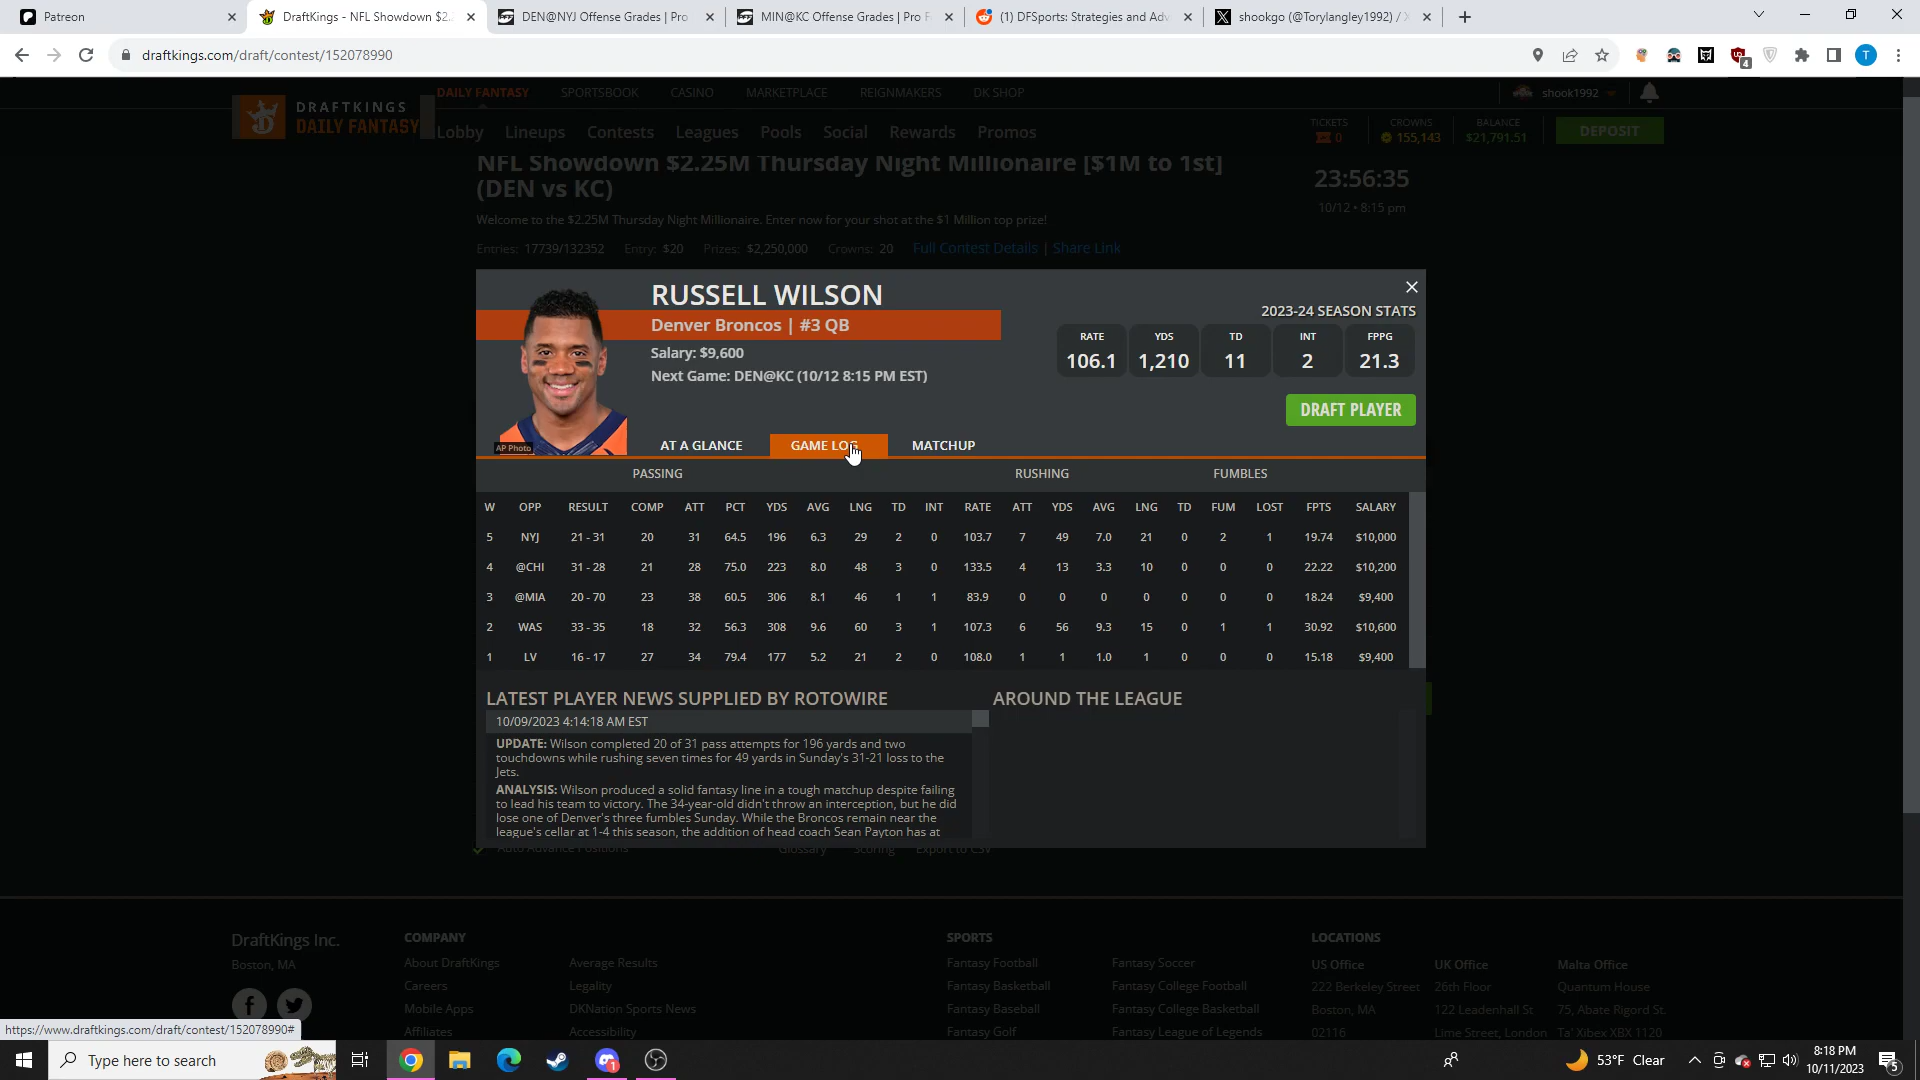 Patreon
DraftKings - NFL Showdown $2.
DEN@NYJ Offense Grades | Pro
MIN@KC Offense Grades | Pro F
(1) DFSports: Strategies and Adv
shookgo (@Torylangley1992) / X
draftkings.com/draft/contest/152078990
4
T
DRAFTKINGS
DAILY FANTASY
DAILY FANTASY SPORTSBOOK CASINO MARKETPLACE REIGNMAKERS DK SHOP
shook1992
Lobby Lineups Contests Leagues Pools Social Rewards Promos
TICKETS 0
CROWNS 155,143
BALANCE $21,791.51
DEPOSIT
NFL Showdown $2.25M Thursday Night Millionaire [$1M to 1st]
(DEN vs KC)
23:56:35
10/12 • 8:15 pm
Welcome to the $2.25M Thursday Night Millionaire. Enter now for your shot at the $1 Million top prize!
Entries: 17739/132352 Entry: $20 Prizes: $2,250,000 Crowns: 20 Full Contest Details | Share Link
RUSSELL WILSON
Denver Broncos | #3 QB
Salary: $9,600
Next Game: DEN@KC (10/12 8:15 PM EST)
AP Photo
2023-24 SEASON STATS
RATE YDS TD INT FPPG
106.1 1,210 11 2 21.3
DRAFT PLAYER
AT A GLANCE GAME LOG MATCHUP
PASSING RUSHING FUMBLES
W OPP RESULT COMP ATT PCT YDS AVG LNG TD INT RATE ATT YDS AVG LNG TD FUM LOST FPTS SALARY
5 NYJ 21 - 31 20 31 64.5 196 6.3 29 2 0 103.7 7 49 7.0 21 0 2 1 19.74 $10,000
4 @CHI 31 - 28 21 28 75.0 223 8.0 48 3 0 133.5 4 13 3.3 10 0 0 0 22.22 $10,200
3 @MIA 20 - 70 23 38 60.5 306 8.1 46 1 1 83.9 0 0 0 0 0 0 0 18.24 $9,400
2 WAS 33 - 35 18 32 56.3 308 9.6 60 3 1 107.3 6 56 9.3 15 0 1 1 30.92 $10,600
1 LV 16 - 17 27 34 79.4 177 5.2 21 2 0 108.0 1 1 1.0 1 0 0 0 15.18 $9,400
LATEST PLAYER NEWS SUPPLIED BY ROTOWIRE
AROUND THE LEAGUE
10/09/2023 4:14:18 AM EST
UPDATE: Wilson completed 20 of 31 pass attempts for 196 yards and two
touchdowns while rushing seven times for 49 yards in Sunday's 31-21 loss to the
Jets.
ANALYSIS: Wilson produced a solid fantasy line in a tough matchup despite failing
to lead his team to victory. The 34-year-old didn't throw an interception, but he did
lose one of Denver's three fumbles Sunday. While the Broncos remain near the
league's cellar at 1-4 this season, the addition of head coach Sean Payton has at
Auto Advance Positions Glossary Scoring Export to CSV
DraftKings Inc.
Boston, MA
COMPANY
About DraftKings
Careers
Mobile Apps
Affiliates
Average Results
Legality
DKNation Sports News
Accessibility
SPORTS
Fantasy Football
Fantasy Basketball
Fantasy Baseball
Fantasy Golf
Fantasy Soccer
Fantasy College Football
Fantasy College Basketball
Fantasy League of Legends
LOCATIONS
US Office
222 Berkeley Street
Boston, MA
02116
UK Office
26th Floor
122 Leadenhall St
Lime Street, London
Malta Office
Quantum House
75, Abate Rigord St.
Ta' Xibex XBX 1120
https://www.draftkings.com/draft/contest/152078990#
Type here to search
1
53°F Clear
8:18 PM
10/11/2023
5